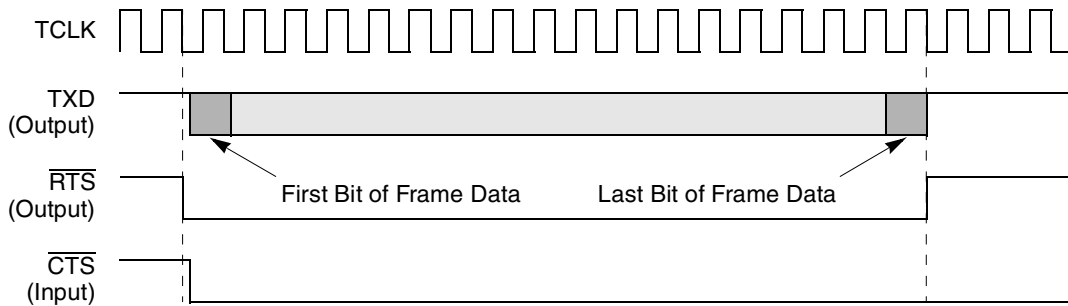 TCLK
TXD
(Output)
First Bit of Frame Data
Last Bit of Frame Data
RTS
(Output)
CTS
(Input)